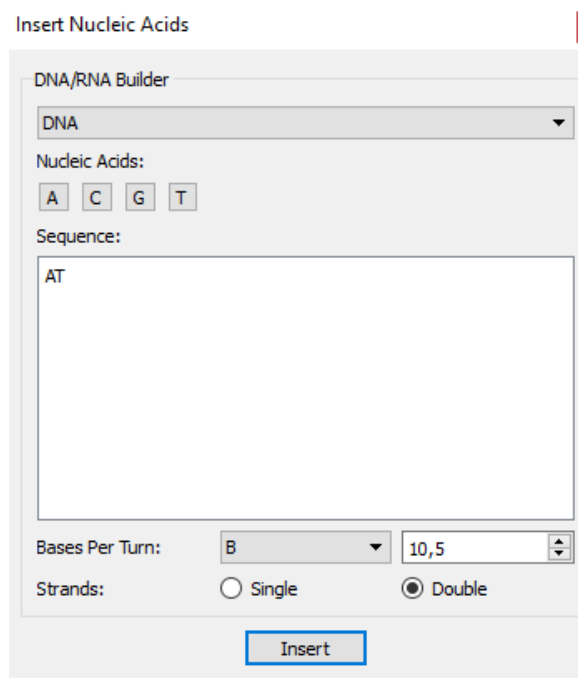 Insert Nucleic Acids
DNA/RNA Builder
DNA
Nucleic Acids:
A C G T
Sequence:
AT
Bases Per Turn: B 10,5
Strands: Single Double
Insert